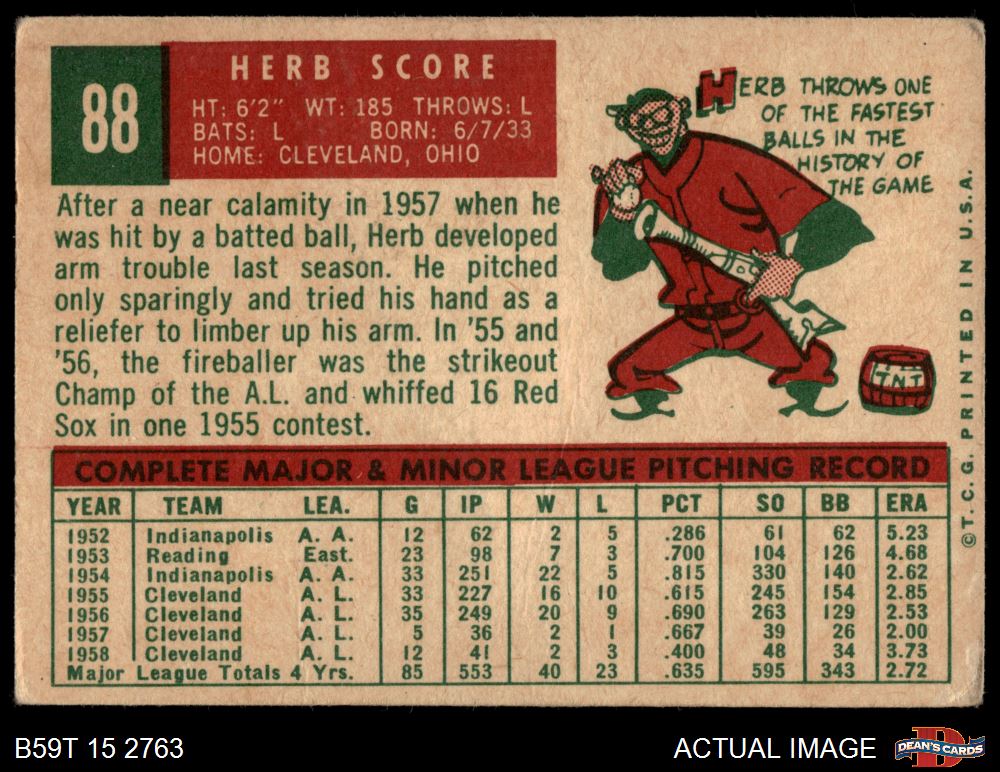 88
HERB SCORE
HT: 6'2" WT: 185 THROWS: L
BATS: L BORN: 6/7/33
HOME: CLEVELAND, OHIO
HERB THROWS ONE
OF THE FASTEST
BALLS IN THE
HISTORY OF
THE GAME
TNT
After a near calamity in 1957 when he
was hit by a batted ball, Herb developed
arm trouble last season. He pitched
only sparingly and tried his hand as a
reliefer to limber up his arm. In '55 and
'56, the fireballer was the strikeout
Champ of the A.L. and whiffed 16 Red
Sox in one 1955 contest.
COMPLETE MAJOR & MINOR LEAGUE PITCHING RECORD
YEAR TEAM LEA. G IP W L PCT SO BB ERA
1952 Indianapolis A. A. 12 62 2 5 .286 61 62 5.23
1953 Reading East. 23 98 7 3 .700 104 126 4.68
1954 Indianapolis A. A. 33 251 22 5 .815 330 140 2.62
1955 Cleveland A. L. 33 227 16 10 .615 245 154 2.85
1956 Cleveland A. L. 35 249 20 9 .690 263 129 2.53
1957 Cleveland A. L. 5 36 2 1 .667 39 26 2.00
1958 Cleveland A. L. 12 41 2 3 .400 48 34 3.73
Major League Totals 4 Yrs. 85 553 40 23 .635 595 343 2.72
©T. C. G. PRINTED IN U.S.A.
B59T 15 2763
ACTUAL IMAGE
DEAN'S CARDS